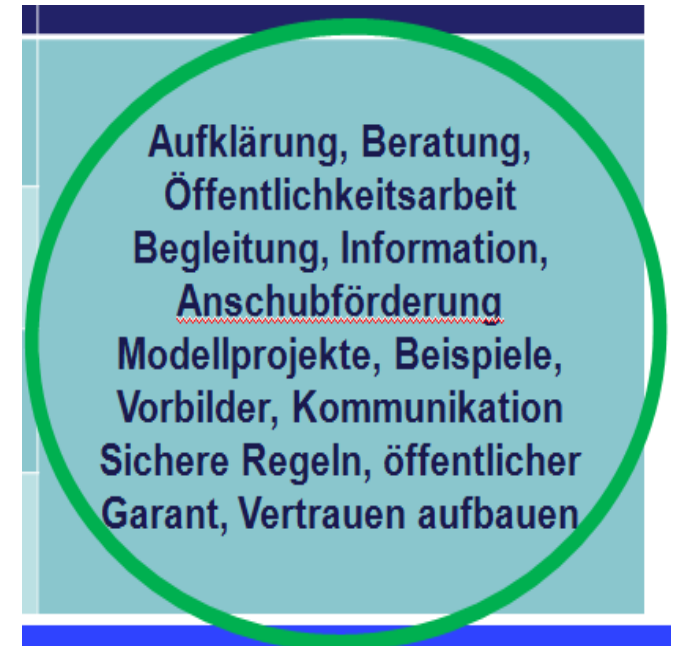 Aufklärung, Beratung,
Öffentlichkeitsarbeit
Begleitung, Information,
Anschubförderung
Modellprojekte, Beispiele,
Vorbilder, Kommunikation
Sichere Regeln, öffentlicher
Garant, Vertrauen aufbauen